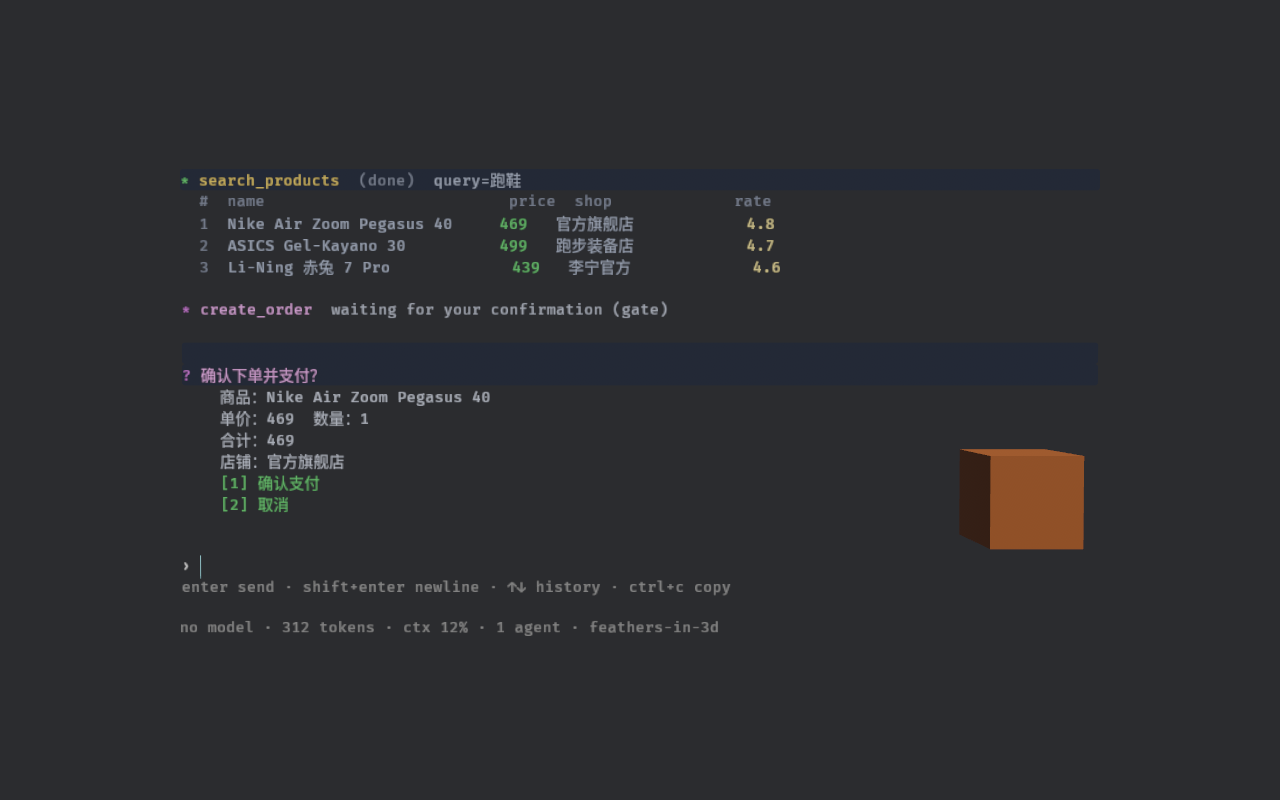 * search_products (done) query=跑鞋
# name price shop rate
1 Nike Air Zoom Pegasus 40 469 官方旗舰店 4.8
2 ASICS Gel-Kayano 30 499 跑步装备店 4.7
3 Li-Ning 赤兔 7 Pro 439 李宁官方 4.6
* create_order waiting for your confirmation (gate)
? 确认下单并支付?
商品: Nike Air Zoom Pegasus 40
单价: 469 数量: 1
合计: 469
店铺: 官方旗舰店
[1] 确认支付
[2] 取消
›
enter send · shift+enter newline · ↑↓ history · ctrl+c copy
no model · 312 tokens · ctx 12% · 1 agent · feathers-in-3d